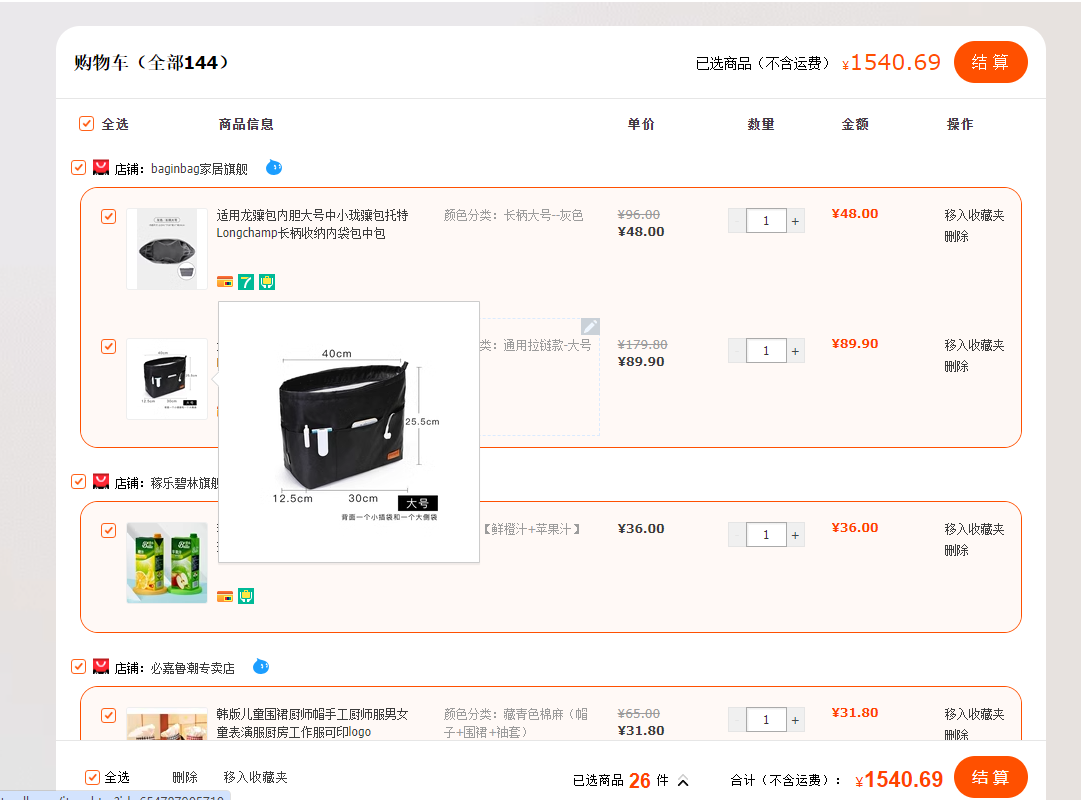 购物车（全部144）
已选商品（不含运费） ¥1540.69 结 算
全选 商品信息 单价 数量 金额 操作
店铺： baginbag家居旗舰
适用龙骧包内胆大号中小珑骧包托特 颜色分类：长柄大号--灰色 ¥96.00 - 1 + ¥48.00 移入收藏夹
Longchamp长柄收纳内袋包中包 ¥48.00 删除
7
类：通用拉链款-大号 ¥179.80 - 1 + ¥89.90 移入收藏夹
¥89.90 删除
40cm
25.5cm
12.5cm 30cm 大号
背面一个小插袋和一个大侧袋
店铺： 稼乐碧林旗舰
【鲜橙汁+苹果汁】 ¥36.00 - 1 + ¥36.00 移入收藏夹
删除
店铺： 必嘉鲁潮专卖店
韩版儿童围裙厨师帽手工厨师服男女 颜色分类：藏青色棉麻（帽 ¥65.00 - 1 + ¥31.80 移入收藏夹
童表演服厨房工作服可印logo 子+围裙+袖套） ¥31.80 删除
全选 删除 移入收藏夹 已选商品 26 件 合计（不含运费）： ¥1540.69 结 算